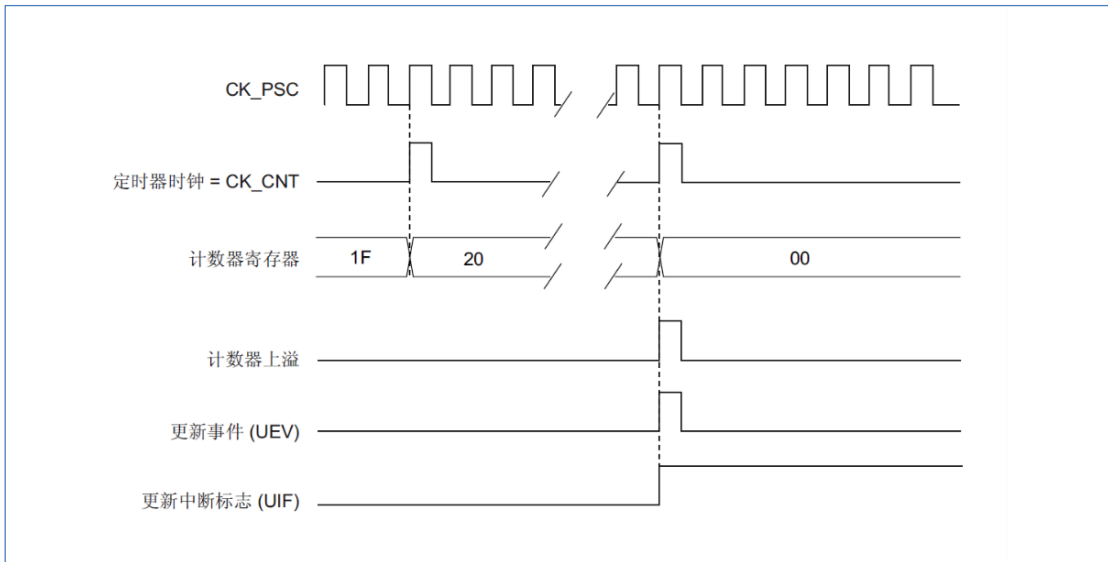 CK_PSC
定时器时钟 = CK_CNT
计数器寄存器 1F 20 00
计数器上溢
更新事件 (UEV)
更新中断标志 (UIF)